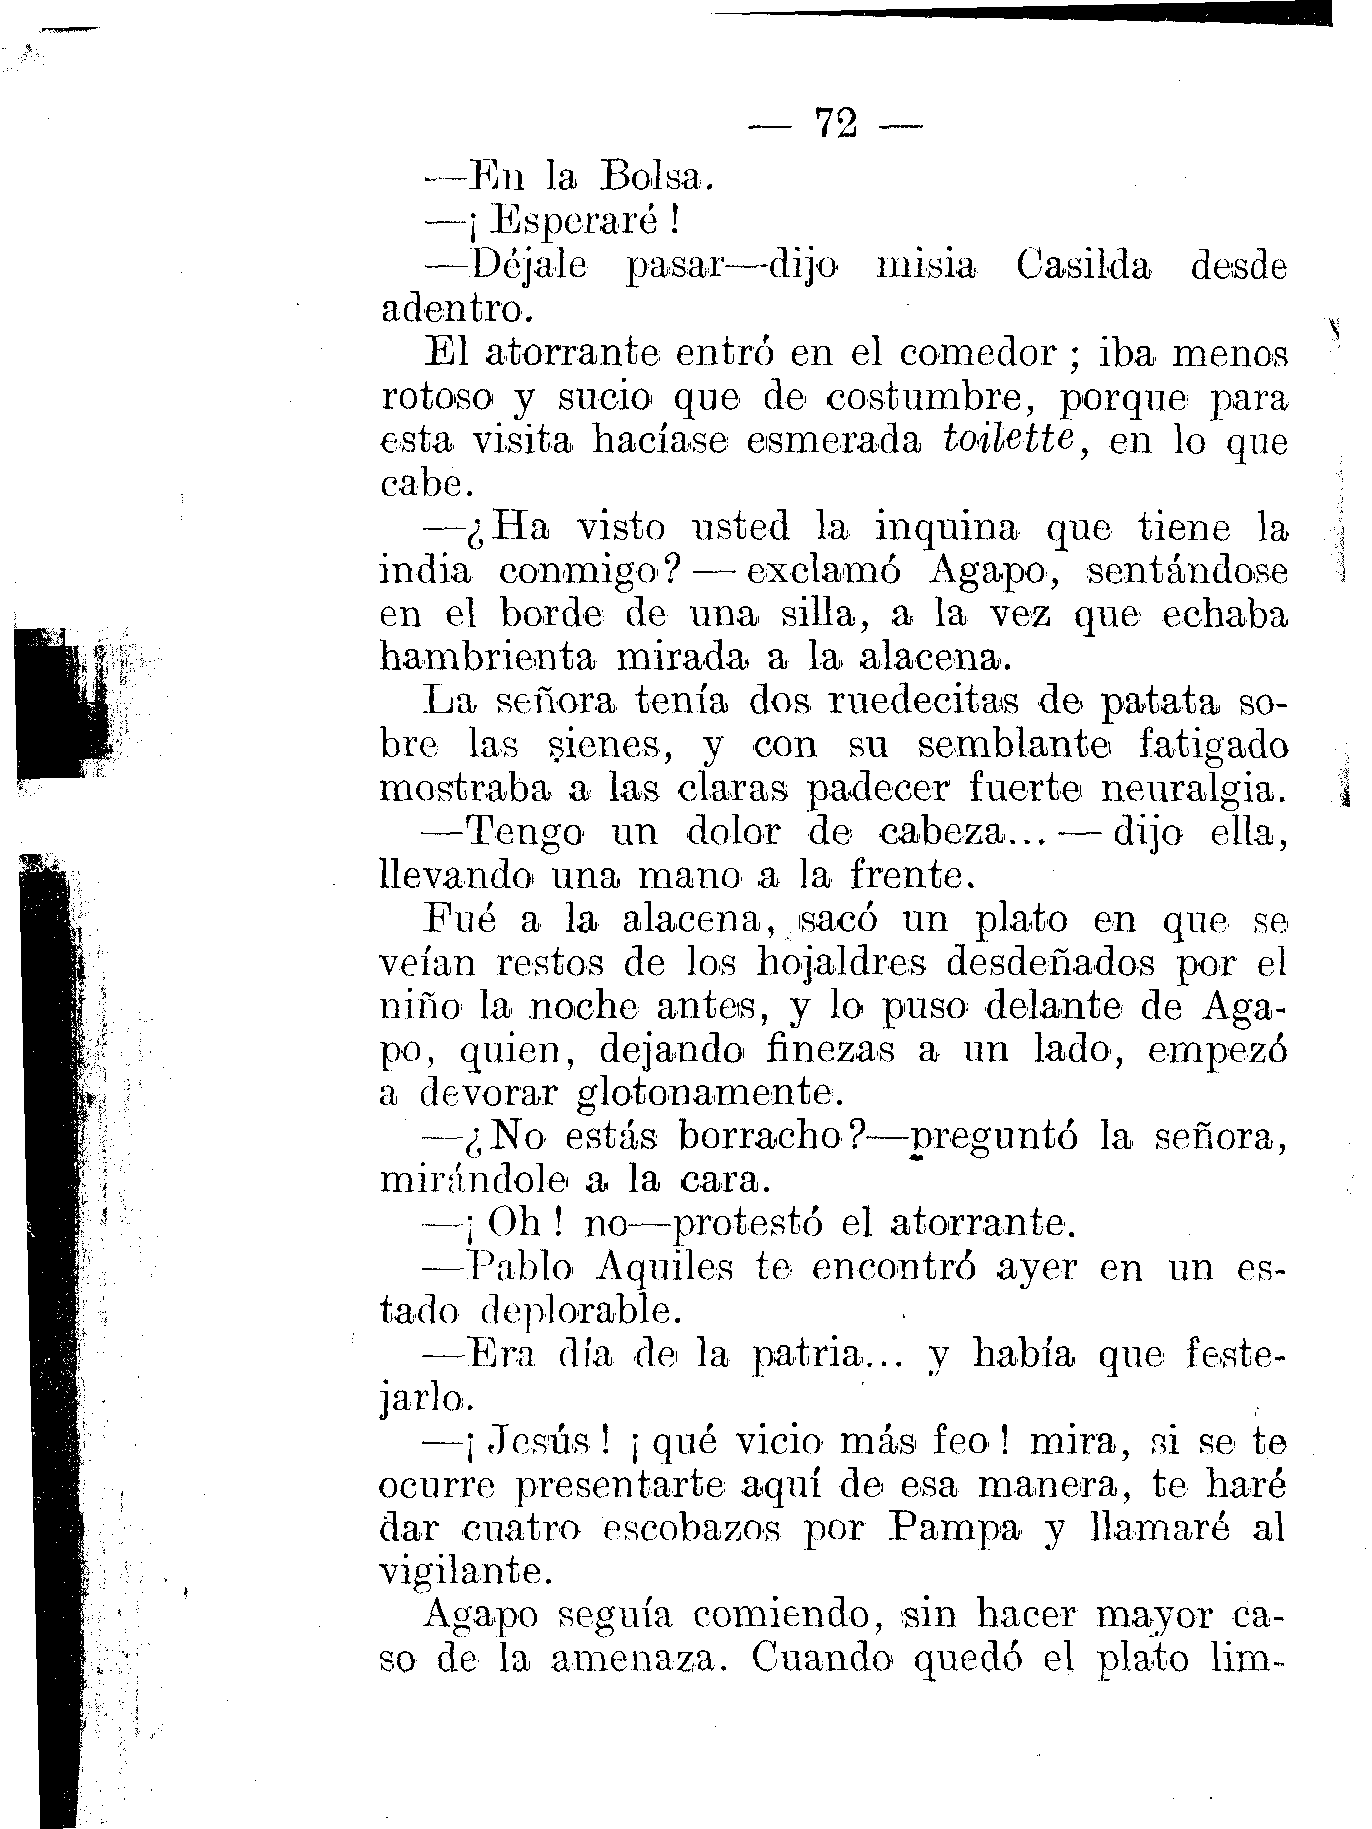 — 72 —
—En la Bolsa.
—¡ Esperaré !
—Déjale pasar—dijo misia Casilda desde
adentro.
El atorrante entró en el comedor ; iba menos
rotoso y sucio que de costumbre, porque para
esta visita hacíase esmerada toilette, en lo que
cabe.
—¿Ha visto usted la inquina que tiene la
india conmigo? — exclamó Agapo, sentándose
en el borde de una silla, a la vez que echaba
hambrienta mirada a la alacena.
La señora tenía dos ruedecitas de patata so-
bre las sienes, y con su semblante fatigado
mostraba a las claras padecer fuerte neuralgia.
—Tengo un dolor de cabeza... — dijo ella,
llevando una mano a la frente.
Fué a la alacena, sacó un plato en que se
veían restos de los hojaldres desdeñados por el
niño la noche antes, y lo puso delante de Aga-
po, quien, dejando finezas a un lado, empezó
a devorar glotonamente.
—¿No estás borracho?—preguntó la señora,
mirándole a la cara.
—¡ Oh ! no—protestó el atorrante.
—Pablo Aquiles te encontró ayer en un es-
tado deplorable.
—Era día de la patria... y había que feste-
jarlo.
—¡ Jesús ! ¡ qué vicio más feo ! mira, si se te
ocurre presentarte aquí de esa manera, te haré
dar cuatro escobazos por Pampa y llamaré al
vigilante.
Agapo seguía comiendo, sin hacer mayor ca-
so de la amenaza. Cuando quedó el plato lim-